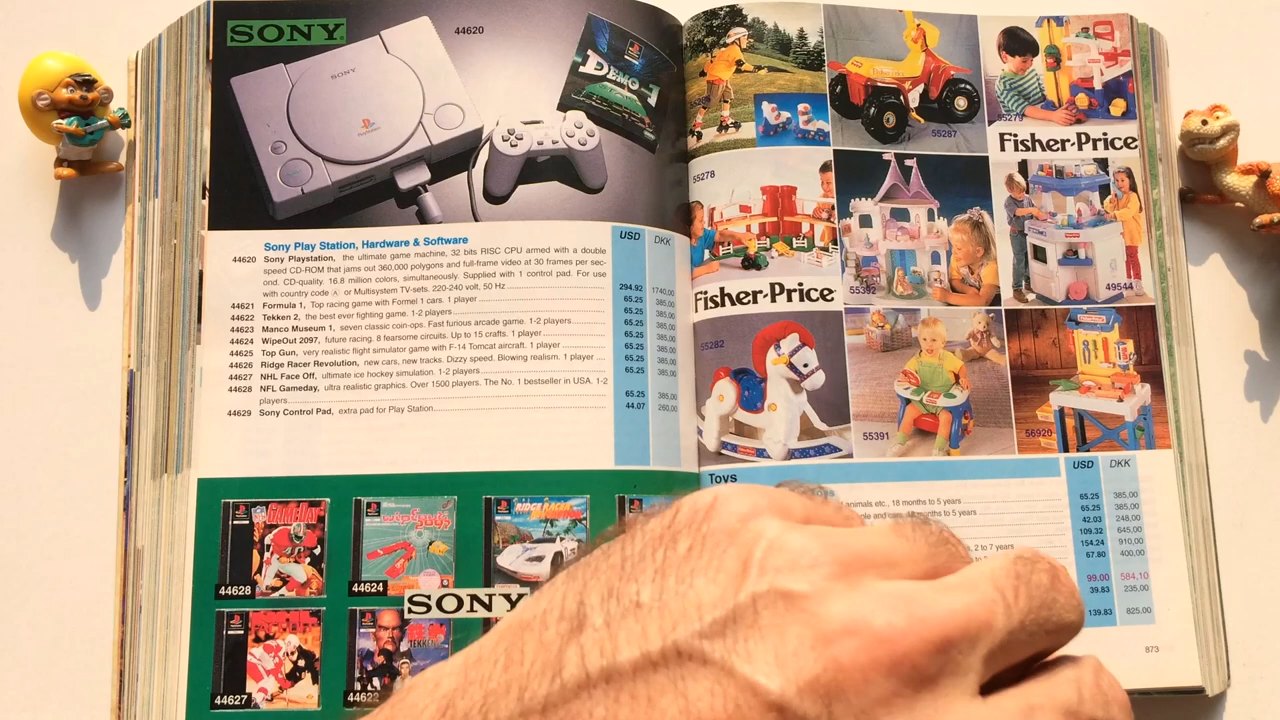 SONY
44620
SONY
PlayStation
DEMO 1
Sony Play Station, Hardware & Software
USD
DKK
44620 Sony Playstation, the ultimate game machine, 32 bits RISC CPU armed with a double
speed CD-ROM that jams out 360,000 polygons and full-frame video at 30 frames per sec-
ond. CD-quality. 16.8 million colors, simultaneously. Supplied with 1 control pad. For use
with country code A or Multisystem TV-sets. 220-240 volt, 50 Hz 294.92 1740,00
44621 Formula 1, Top racing game with Formel 1 cars. 1 player 65.25 385,00
44622 Tekken 2, the best ever fighting game. 1-2 players 65.25 385,00
44623 Manco Museum 1, seven classic coin-ops. Fast furious arcade game. 1-2 players 65.25 385,00
44624 WipeOut 2097, future racing. 8 fearsome circuits. Up to 15 crafts. 1 player 65.25 385,00
44625 Top Gun, very realistic flight simulator game with F-14 Tomcat aircraft. 1 player 65.25 385,00
44626 Ridge Racer Revolution, new cars, new tracks. Dizzy speed. Blowing realism. 1 player 65.25 385,00
44627 NHL Face Off, ultimate ice hockey simulation. 1-2 players 65.25 385,00
44628 NFL Gameday, ultra realistic graphics. Over 1500 players. The No. 1 bestseller in USA. 1-2
players 65.25 385,00
44629 Sony Control Pad, extra pad for Play Station 44.07 260,00
NFL GAMEDAY
44628
wipEout
44624
RIDGE RACER
SONY
44627
TEKKEN
55287
55279
Fisher-Price
55278
Fisher-Price
55392
49544
55282
55391
56920
Toys
USD
DKK
Toys
animals etc., 18 months to 5 years 65.25 385,00
and cars, 18 months to 5 years 65.25 385,00
42.03 248,00
109.32 645,00
, 2 to 7 years 154.24 910,00
67.80 400,00
99.00 584,10
39.83 235,00
139.83 825,00
873